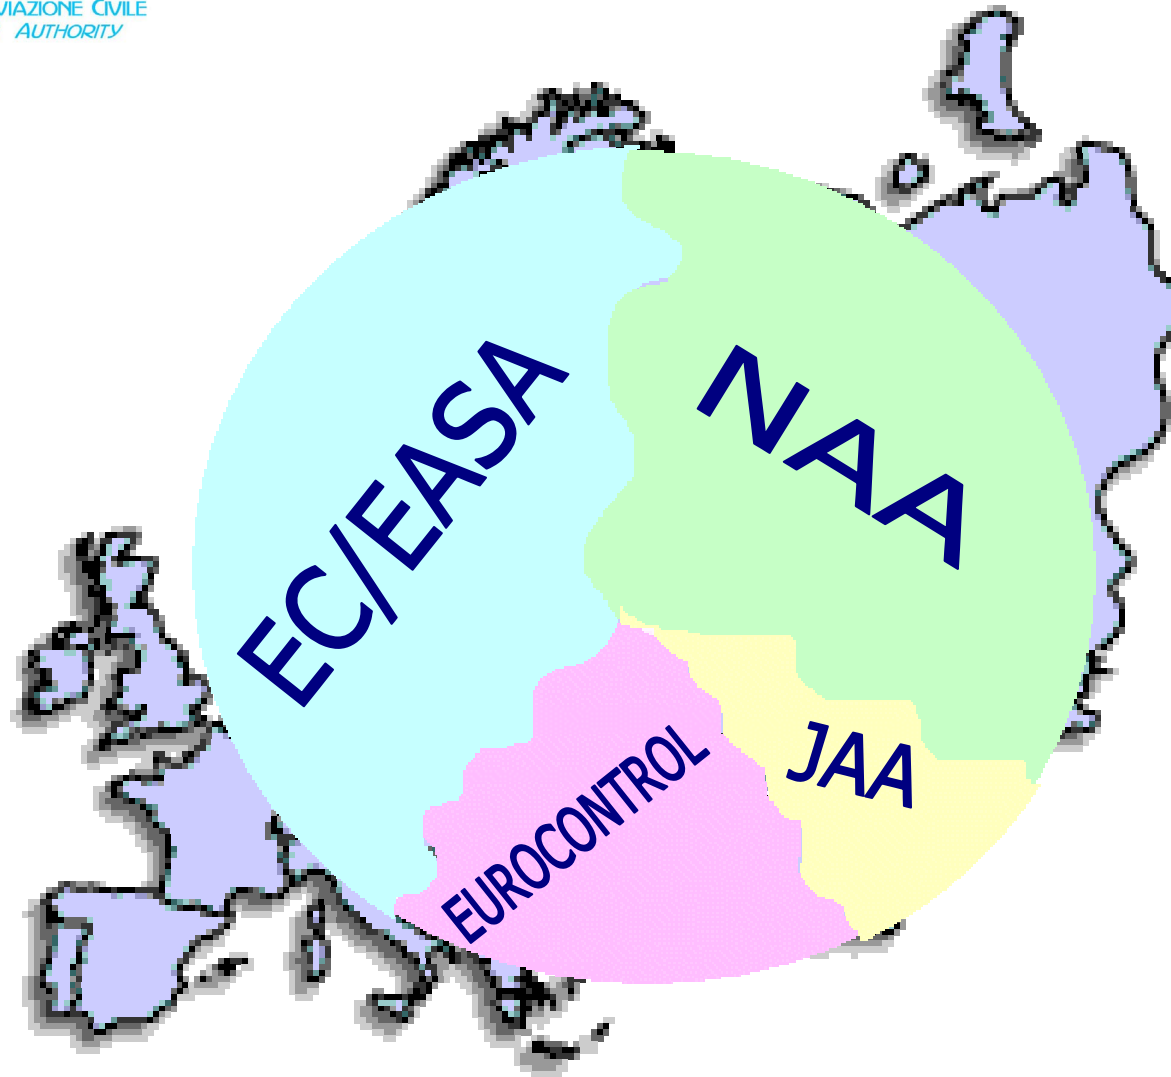 VIAZIONE CIVILE
AUTHORITY
EC/EASA
NAA
JAA
EUROCONTROL